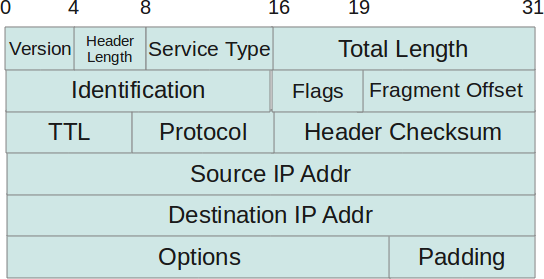 0 4 8 16 19 31
Version Header Length Service Type Total Length
Identification Flags Fragment Offset
TTL Protocol Header Checksum
Source IP Addr
Destination IP Addr
Options Padding